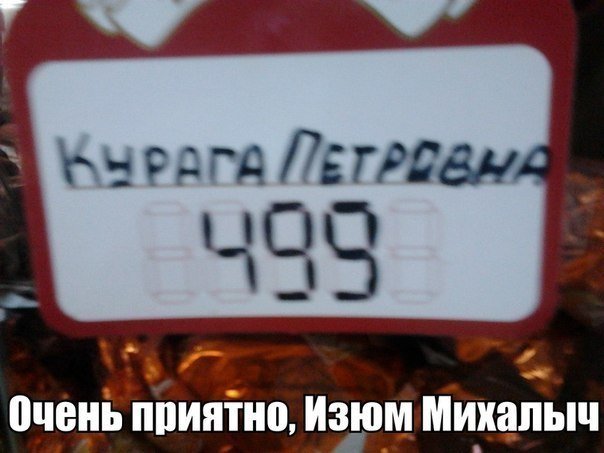 Курага Петровна
499
Очень приятно, Изюм Михалыч